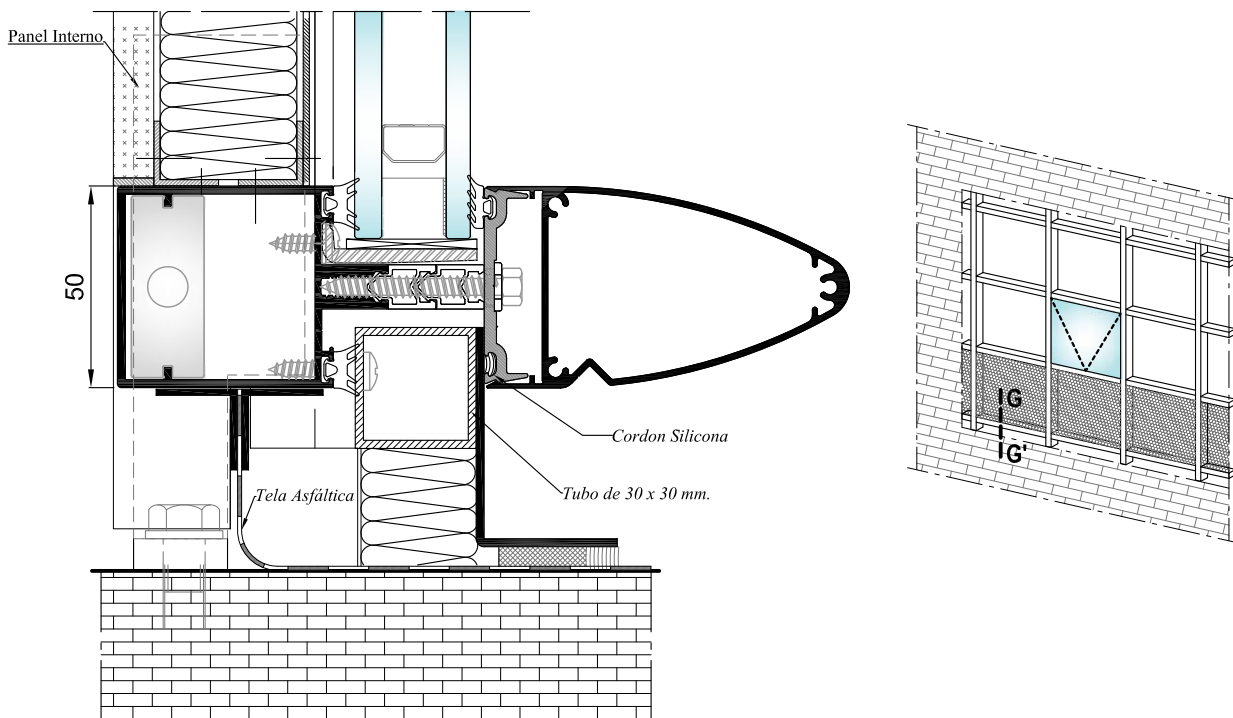 Panel Interno
50
Cordon Silicona
Tela Asfáltica
Tubo de 30 x 30 mm.
G
G'